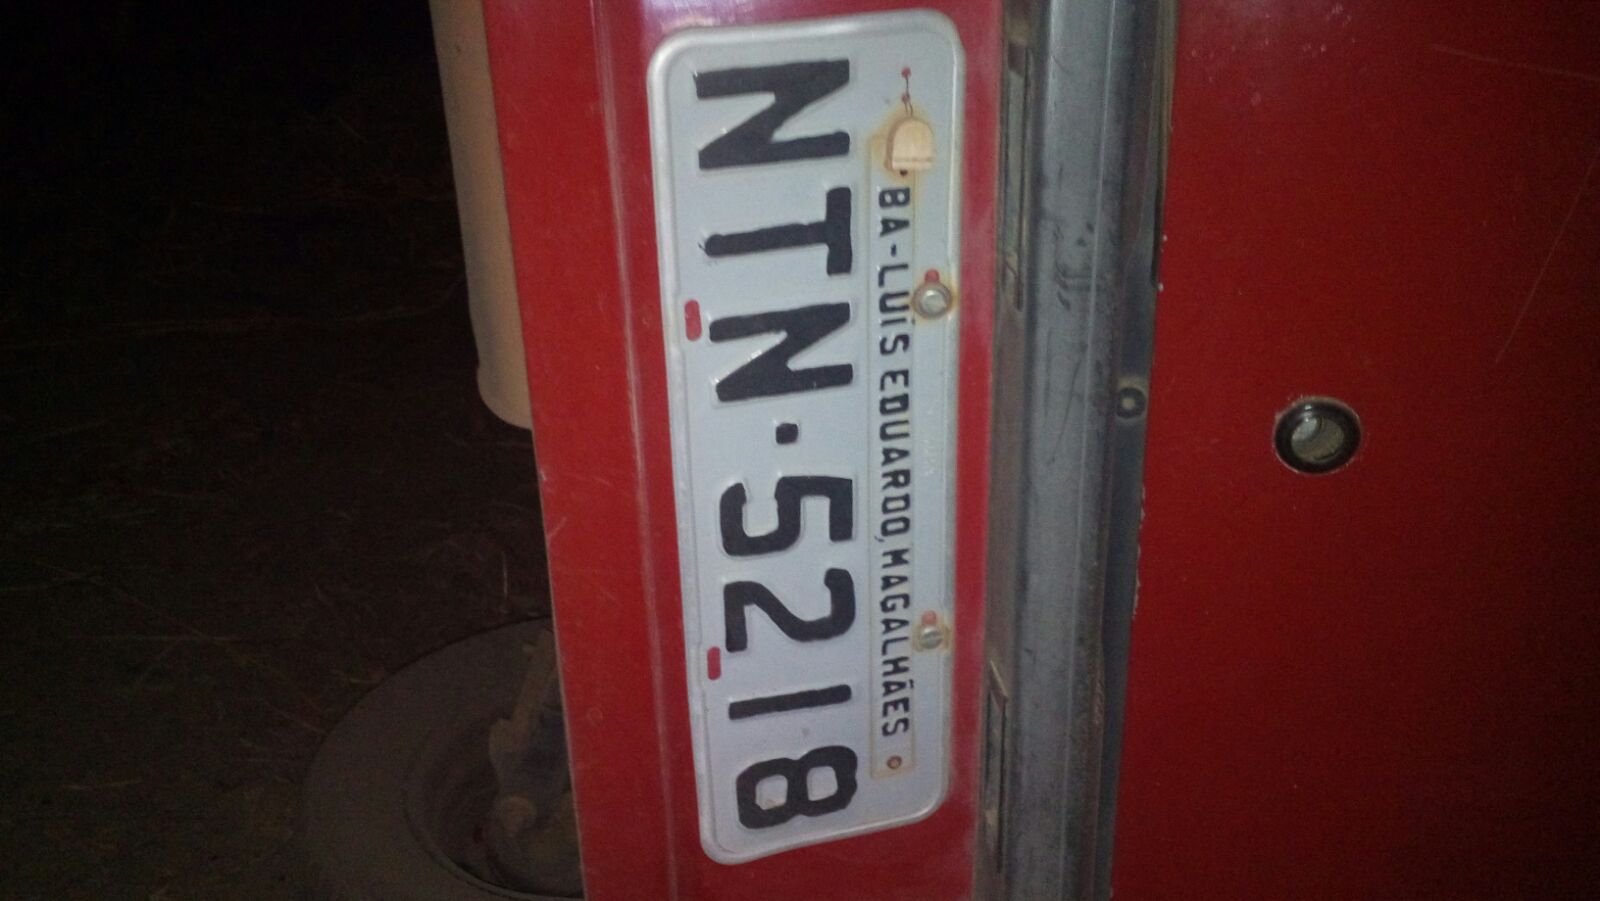 BA-LUÍS EDUARDO, MAGALHÃES
NTN·5218